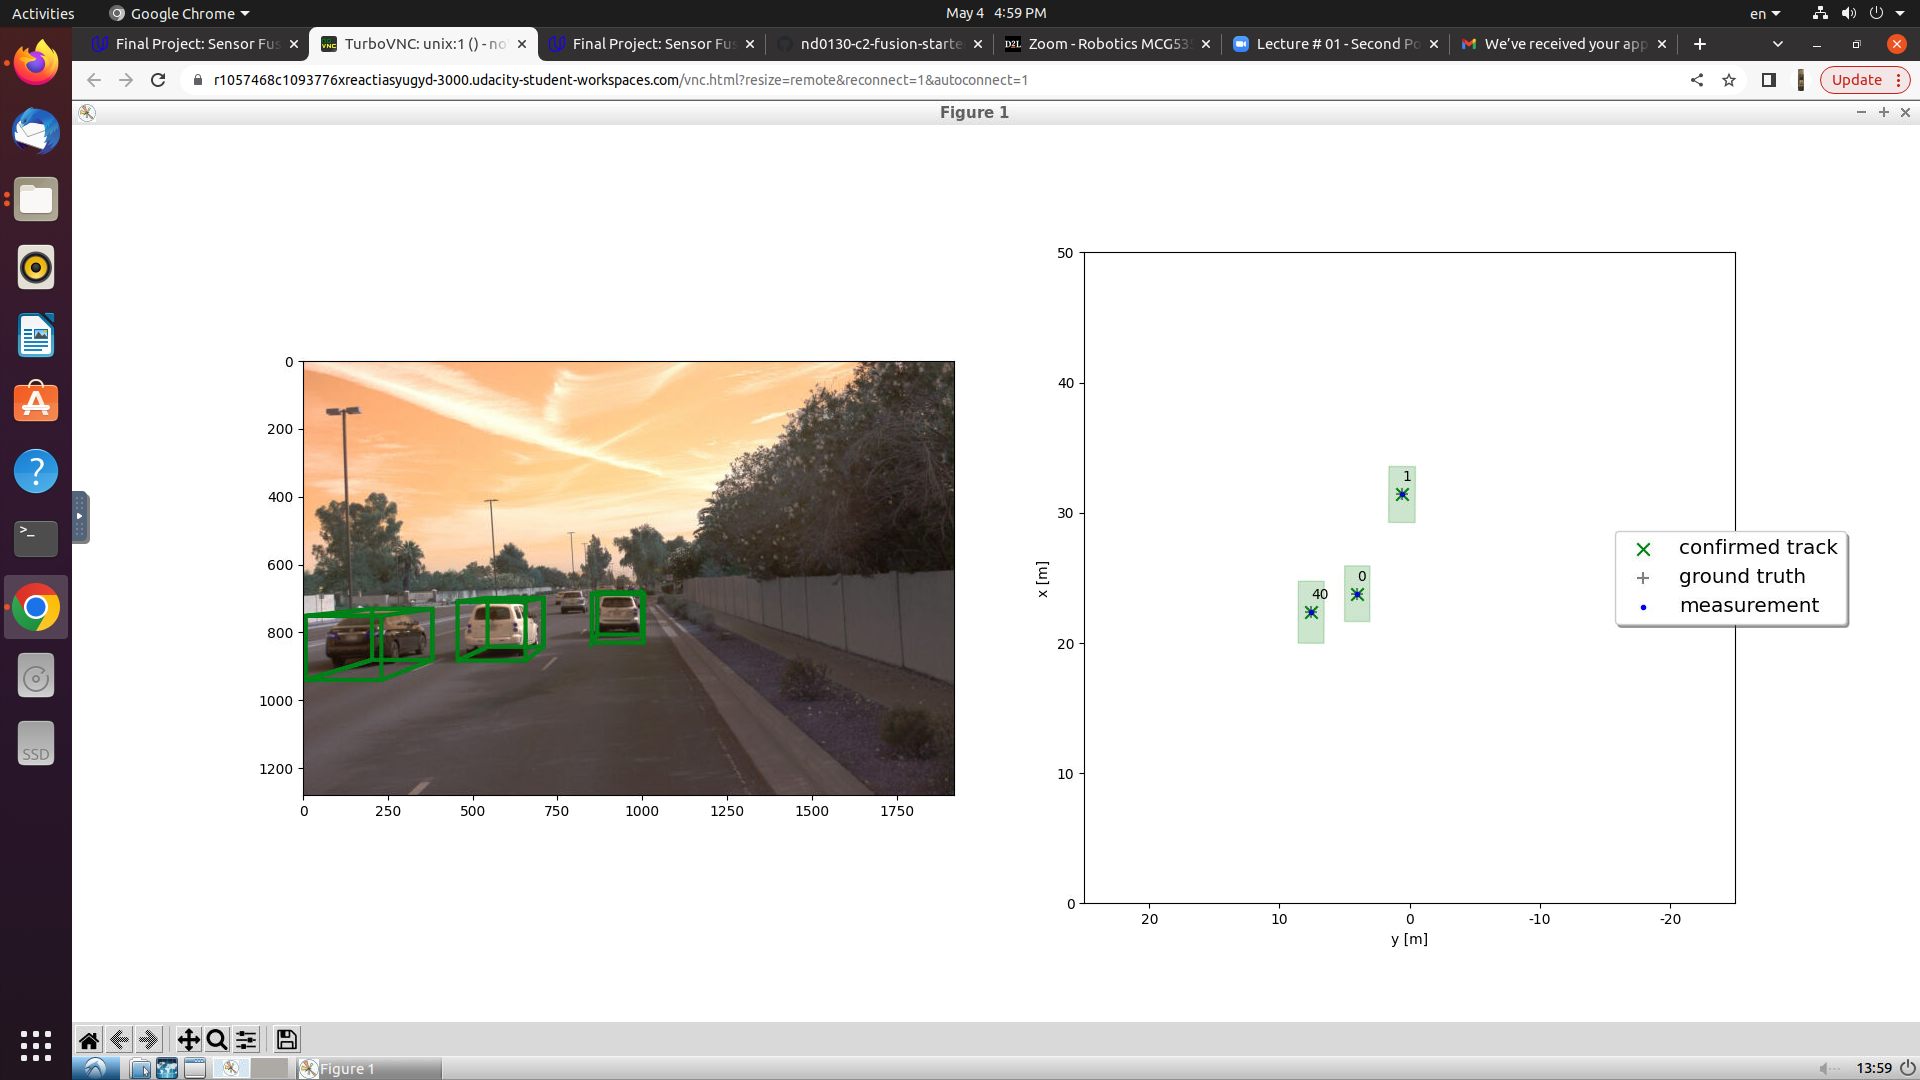 Activities
Google Chrome
May 4 4:59 PM
en
Final Project: Sensor Fus
TurboVNC: unix:1 () - no
Final Project: Sensor Fus
nd0130-c2-fusion-starte
D2L
Zoom - Robotics MCG53
Lecture # 01 - Second Po
We've received your app
r1057468c1093776xreactiasyugyd-3000.udacity-student-workspaces.com/vnc.html?resize=remote&reconnect=1&autoconnect=1
Update
Figure 1
0
200
400
600
800
1000
1200
0
250
500
750
1000
1250
1500
1750
50
40
30
20
10
0
x [m]
20
10
0
-10
-20
y [m]
1
0
40
confirmed track
ground truth
measurement
SSD
Figure 1
13:59